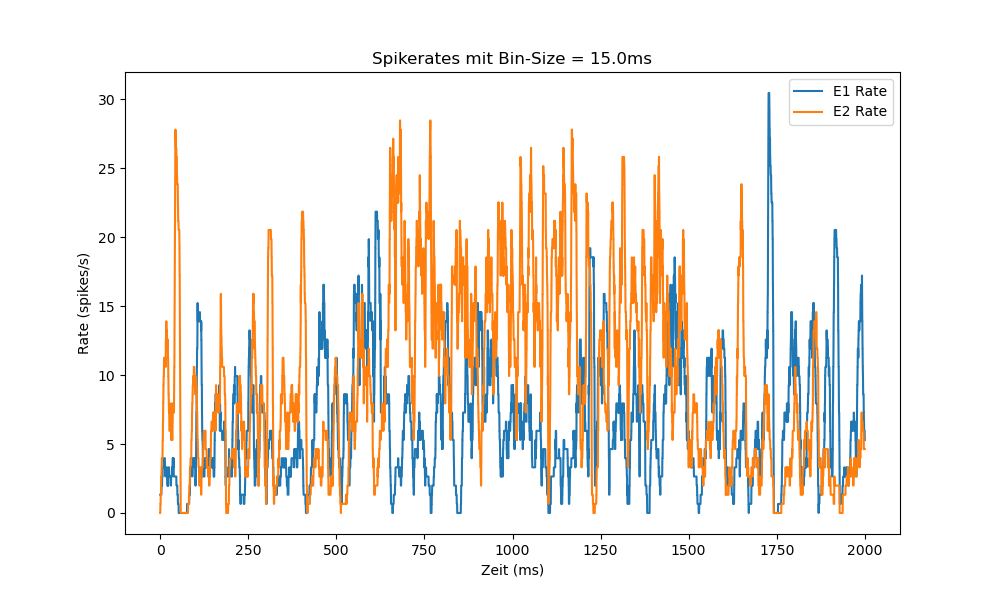 Spikerates mit Bin-Size = 15.0ms
E1 Rate
E2 Rate
Rate (spikes/s)
30
25
20
15
10
5
0
0 250 500 750 1000 1250 1500 1750 2000
Zeit (ms)